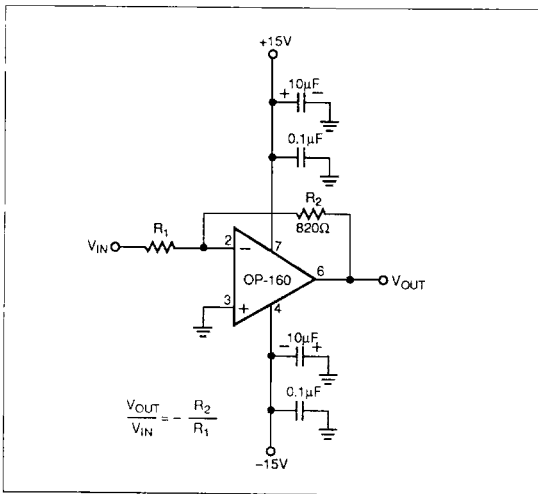 +15V
+ 10µF −
0.1µF
R2
820Ω
R1
VIN
2 −
7
OP-160
6
VOUT
3 +
4
− 10µF +
0.1µF
VOUT / VIN = − R2 / R1
−15V